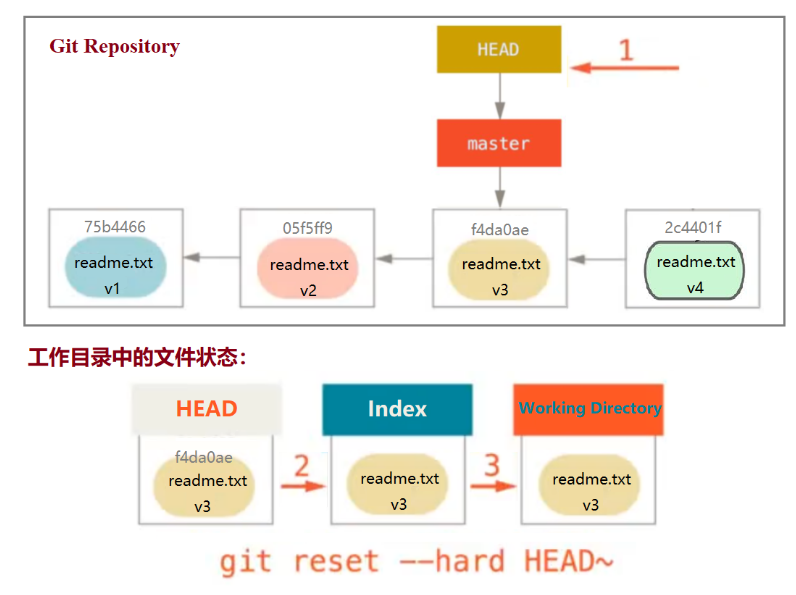 Git Repository
HEAD
1
master
75b4466
readme.txt
v1
05f5ff9
readme.txt
v2
f4da0ae
readme.txt
v3
2c4401f
readme.txt
v4
工作目录中的文件状态：
HEAD
Index
Working Directory
f4da0ae
readme.txt
v3
2
readme.txt
v3
3
readme.txt
v3
git reset --hard HEAD~